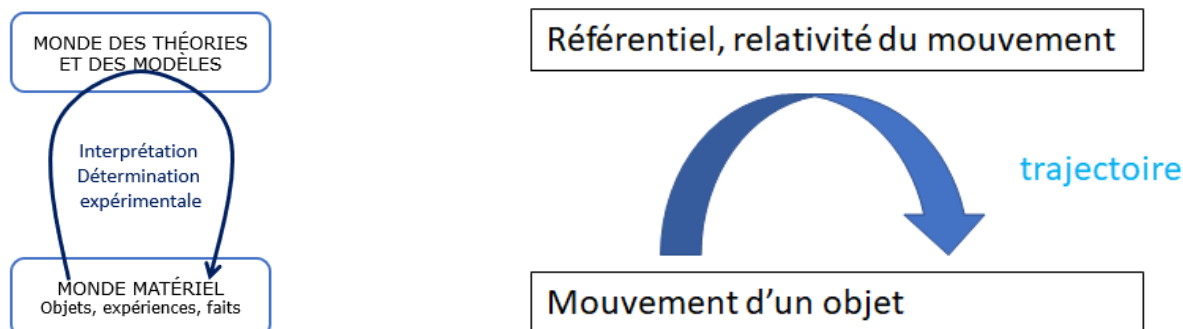 MONDE DES THÉORIES
ET DES MODÈLES
Interprétation
Détermination
expérimentale
MONDE MATÉRIEL
Objets, expériences, faits
Référentiel, relativité du mouvement
trajectoire
Mouvement d’un objet